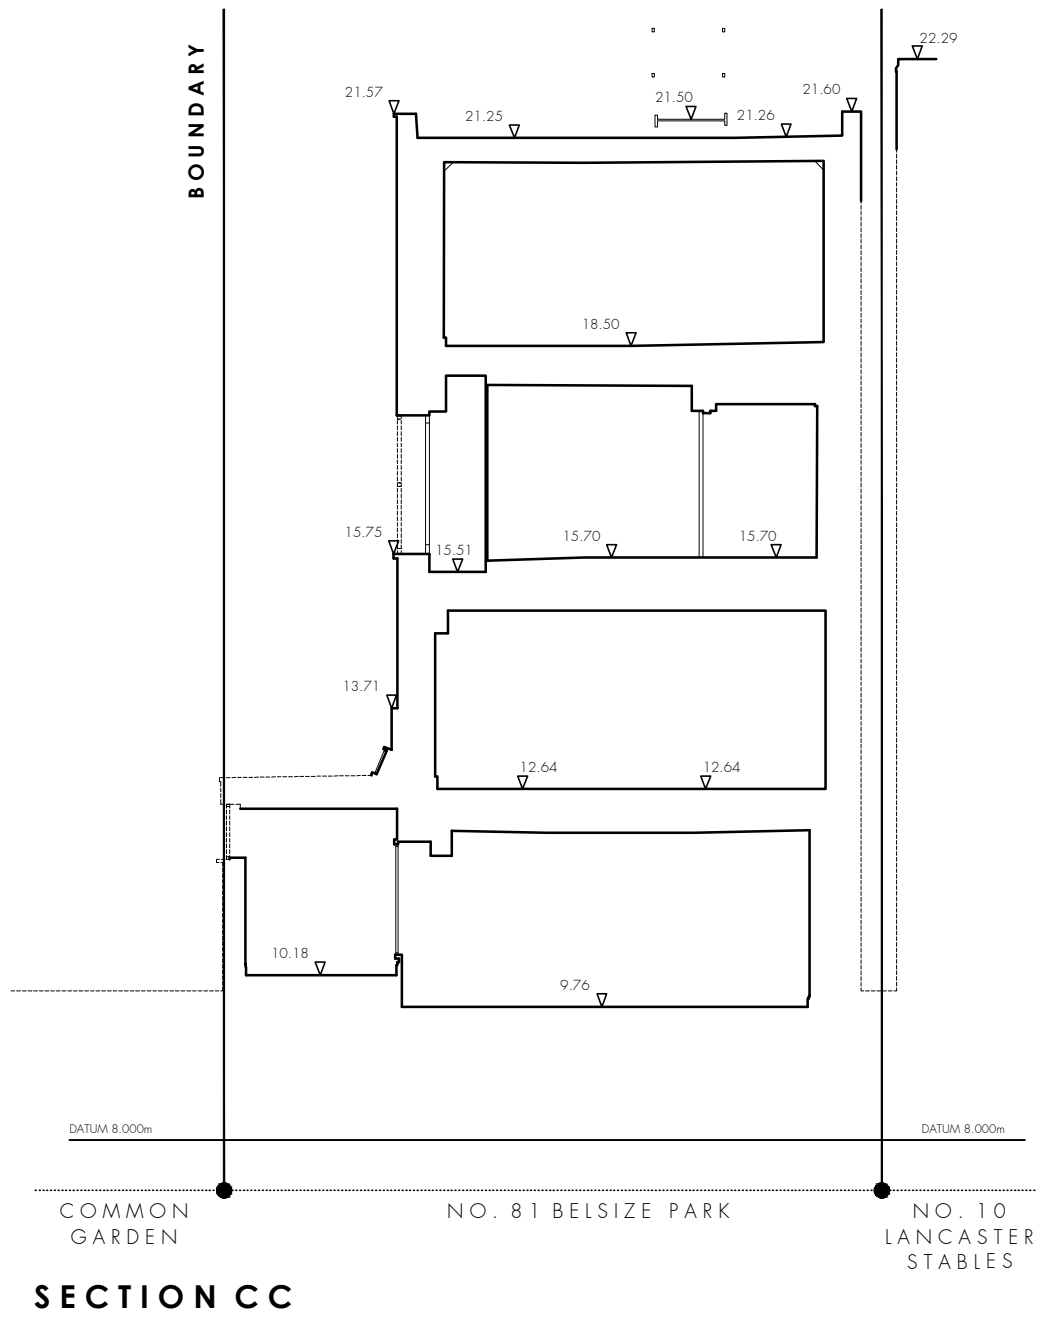 BOUNDARY
22.29
21.57
21.60
21.50
21.25
21.26
18.50
15.75
15.51
15.70
15.70
13.71
12.64
12.64
10.18
9.76
DATUM 8.000m
DATUM 8.000m
COMMON
GARDEN
NO. 81 BELSIZE PARK
NO. 10
LANCASTER
STABLES
SECTION CC